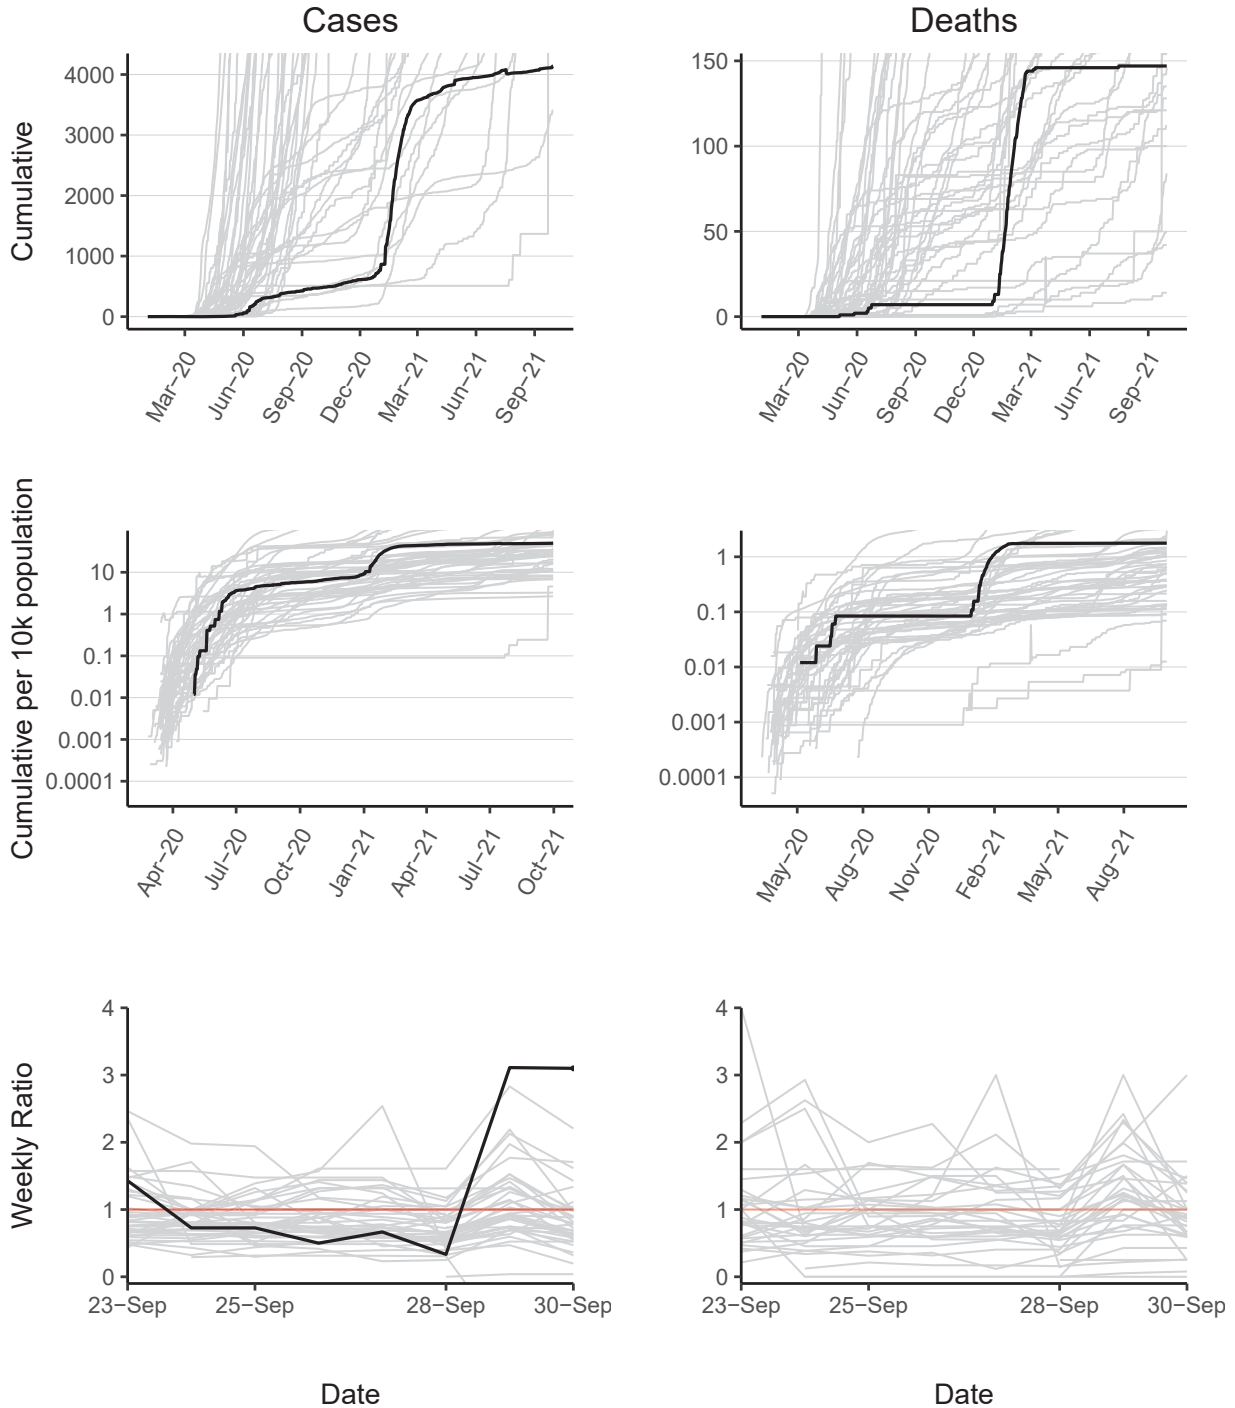 Cases
Deaths
Cumulative
4000
3000
2000
1000
0
Mar−20
Jun−20
Sep−20
Dec−20
Mar−21
Jun−21
Sep−21
150
100
50
0
Mar−20
Jun−20
Sep−20
Dec−20
Mar−21
Jun−21
Sep−21
Cumulative per 10k population
10
1
0.1
0.01
0.001
0.0001
Apr−20
Jul−20
Oct−20
Jan−21
Apr−21
Jul−21
Oct−21
1
0.1
0.01
0.001
0.0001
May−20
Aug−20
Nov−20
Feb−21
May−21
Aug−21
Weekly Ratio
4
3
2
1
0
23−Sep
25−Sep
28−Sep
30−Sep
4
3
2
1
0
23−Sep
25−Sep
28−Sep
30−Sep
Date
Date